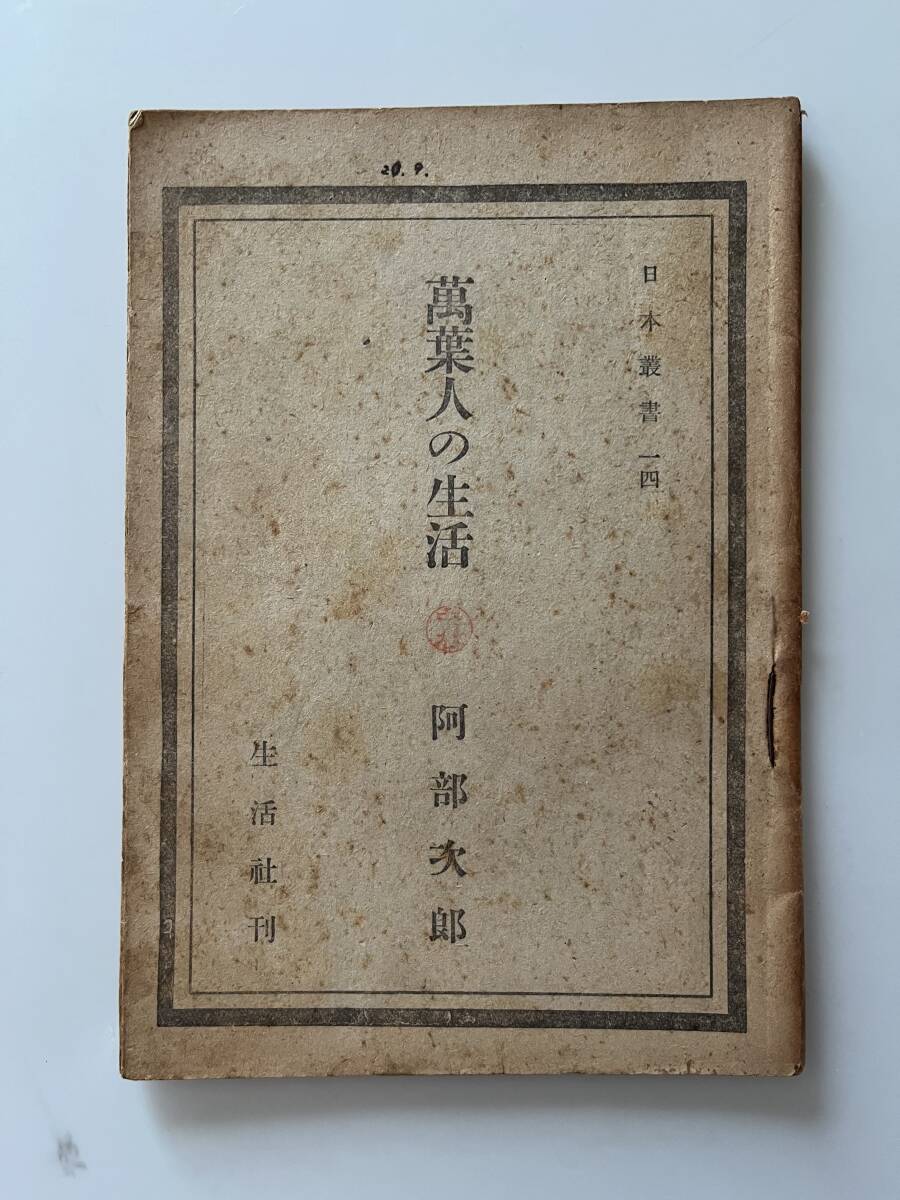 20.9.
日本叢書 一四
萬葉人の生活
阿部次郎
生活社刊